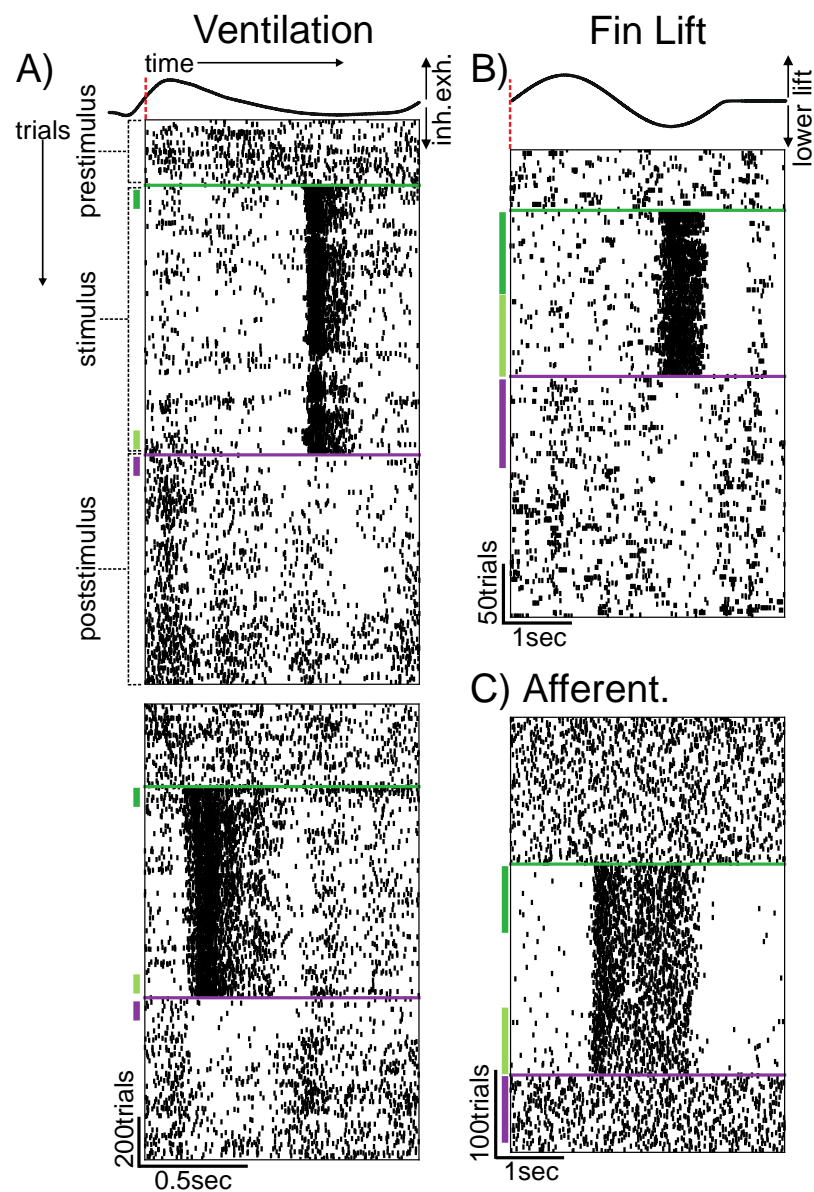 Ventilation
Fin Lift
A)
time
inh. exh.
B)
lower lift
trials
prestimulus
stimulus
poststimulus
50trials
1sec
C) Afferent.
200trials
0.5sec
100trials
1sec